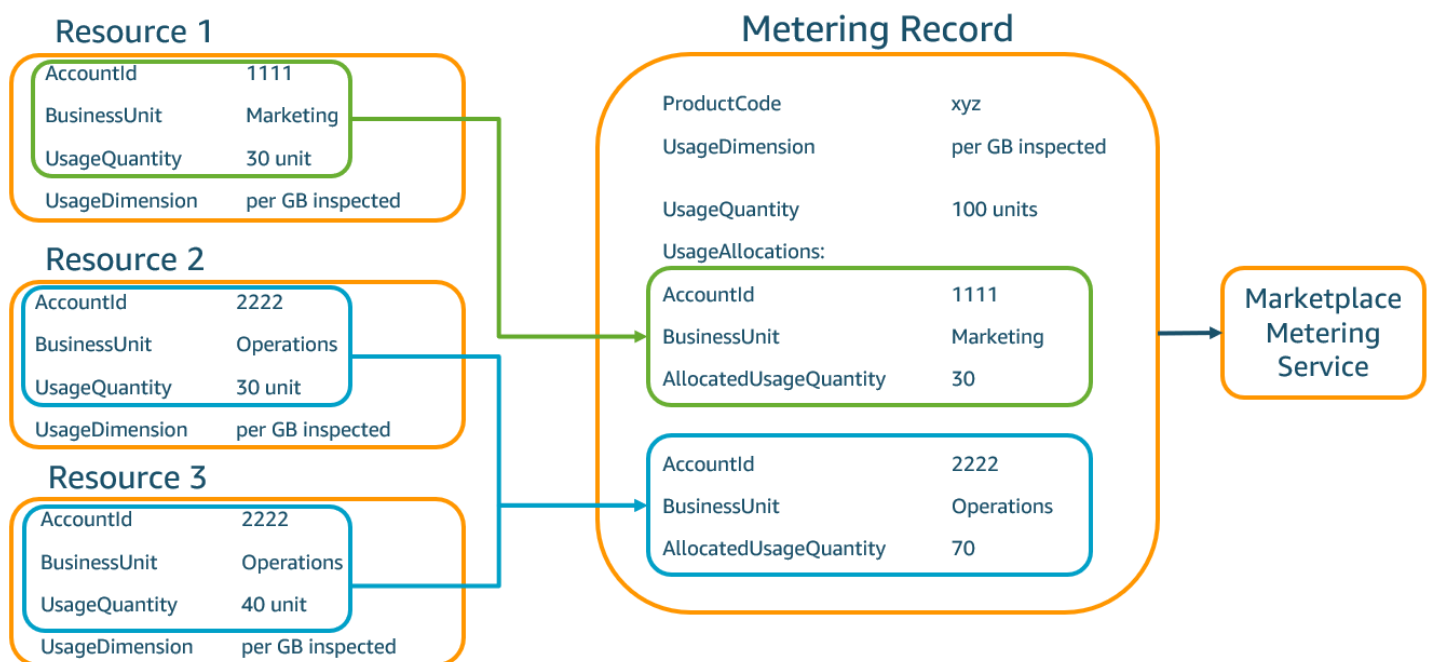 Resource 1
AccountId 1111
BusinessUnit Marketing
UsageQuantity 30 unit
UsageDimension per GB inspected
Resource 2
AccountId 2222
BusinessUnit Operations
UsageQuantity 30 unit
UsageDimension per GB inspected
Resource 3
AccountId 2222
BusinessUnit Operations
UsageQuantity 40 unit
UsageDimension per GB inspected
Metering Record
ProductCode xyz
UsageDimension per GB inspected
UsageQuantity 100 units
UsageAllocations:
AccountId 1111
BusinessUnit Marketing
AllocatedUsageQuantity 30
AccountId 2222
BusinessUnit Operations
AllocatedUsageQuantity 70
Marketplace
Metering
Service